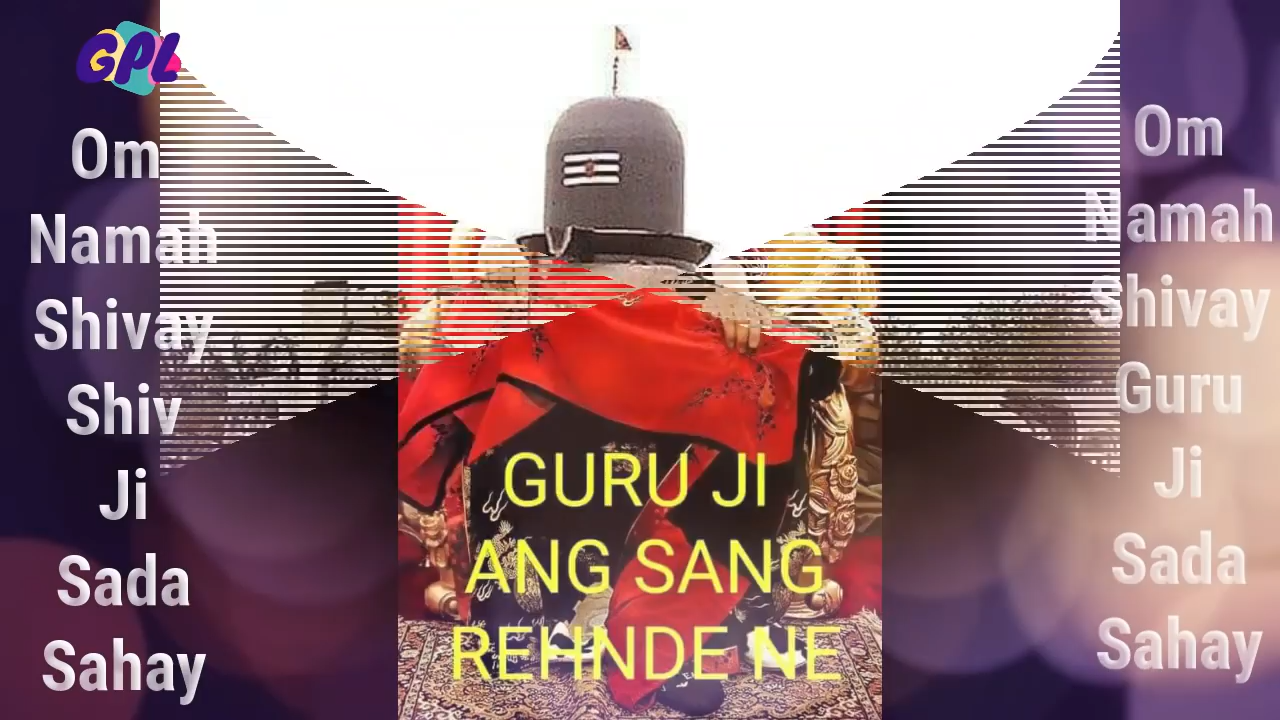 GPL
Om
Namah
Shivay
Shiv
Ji
Sada
Sahay
GURU JI
ANG SANG
REHNDE NE
Om
Namah
Shivay
Guru
Ji
Sada
Sahay